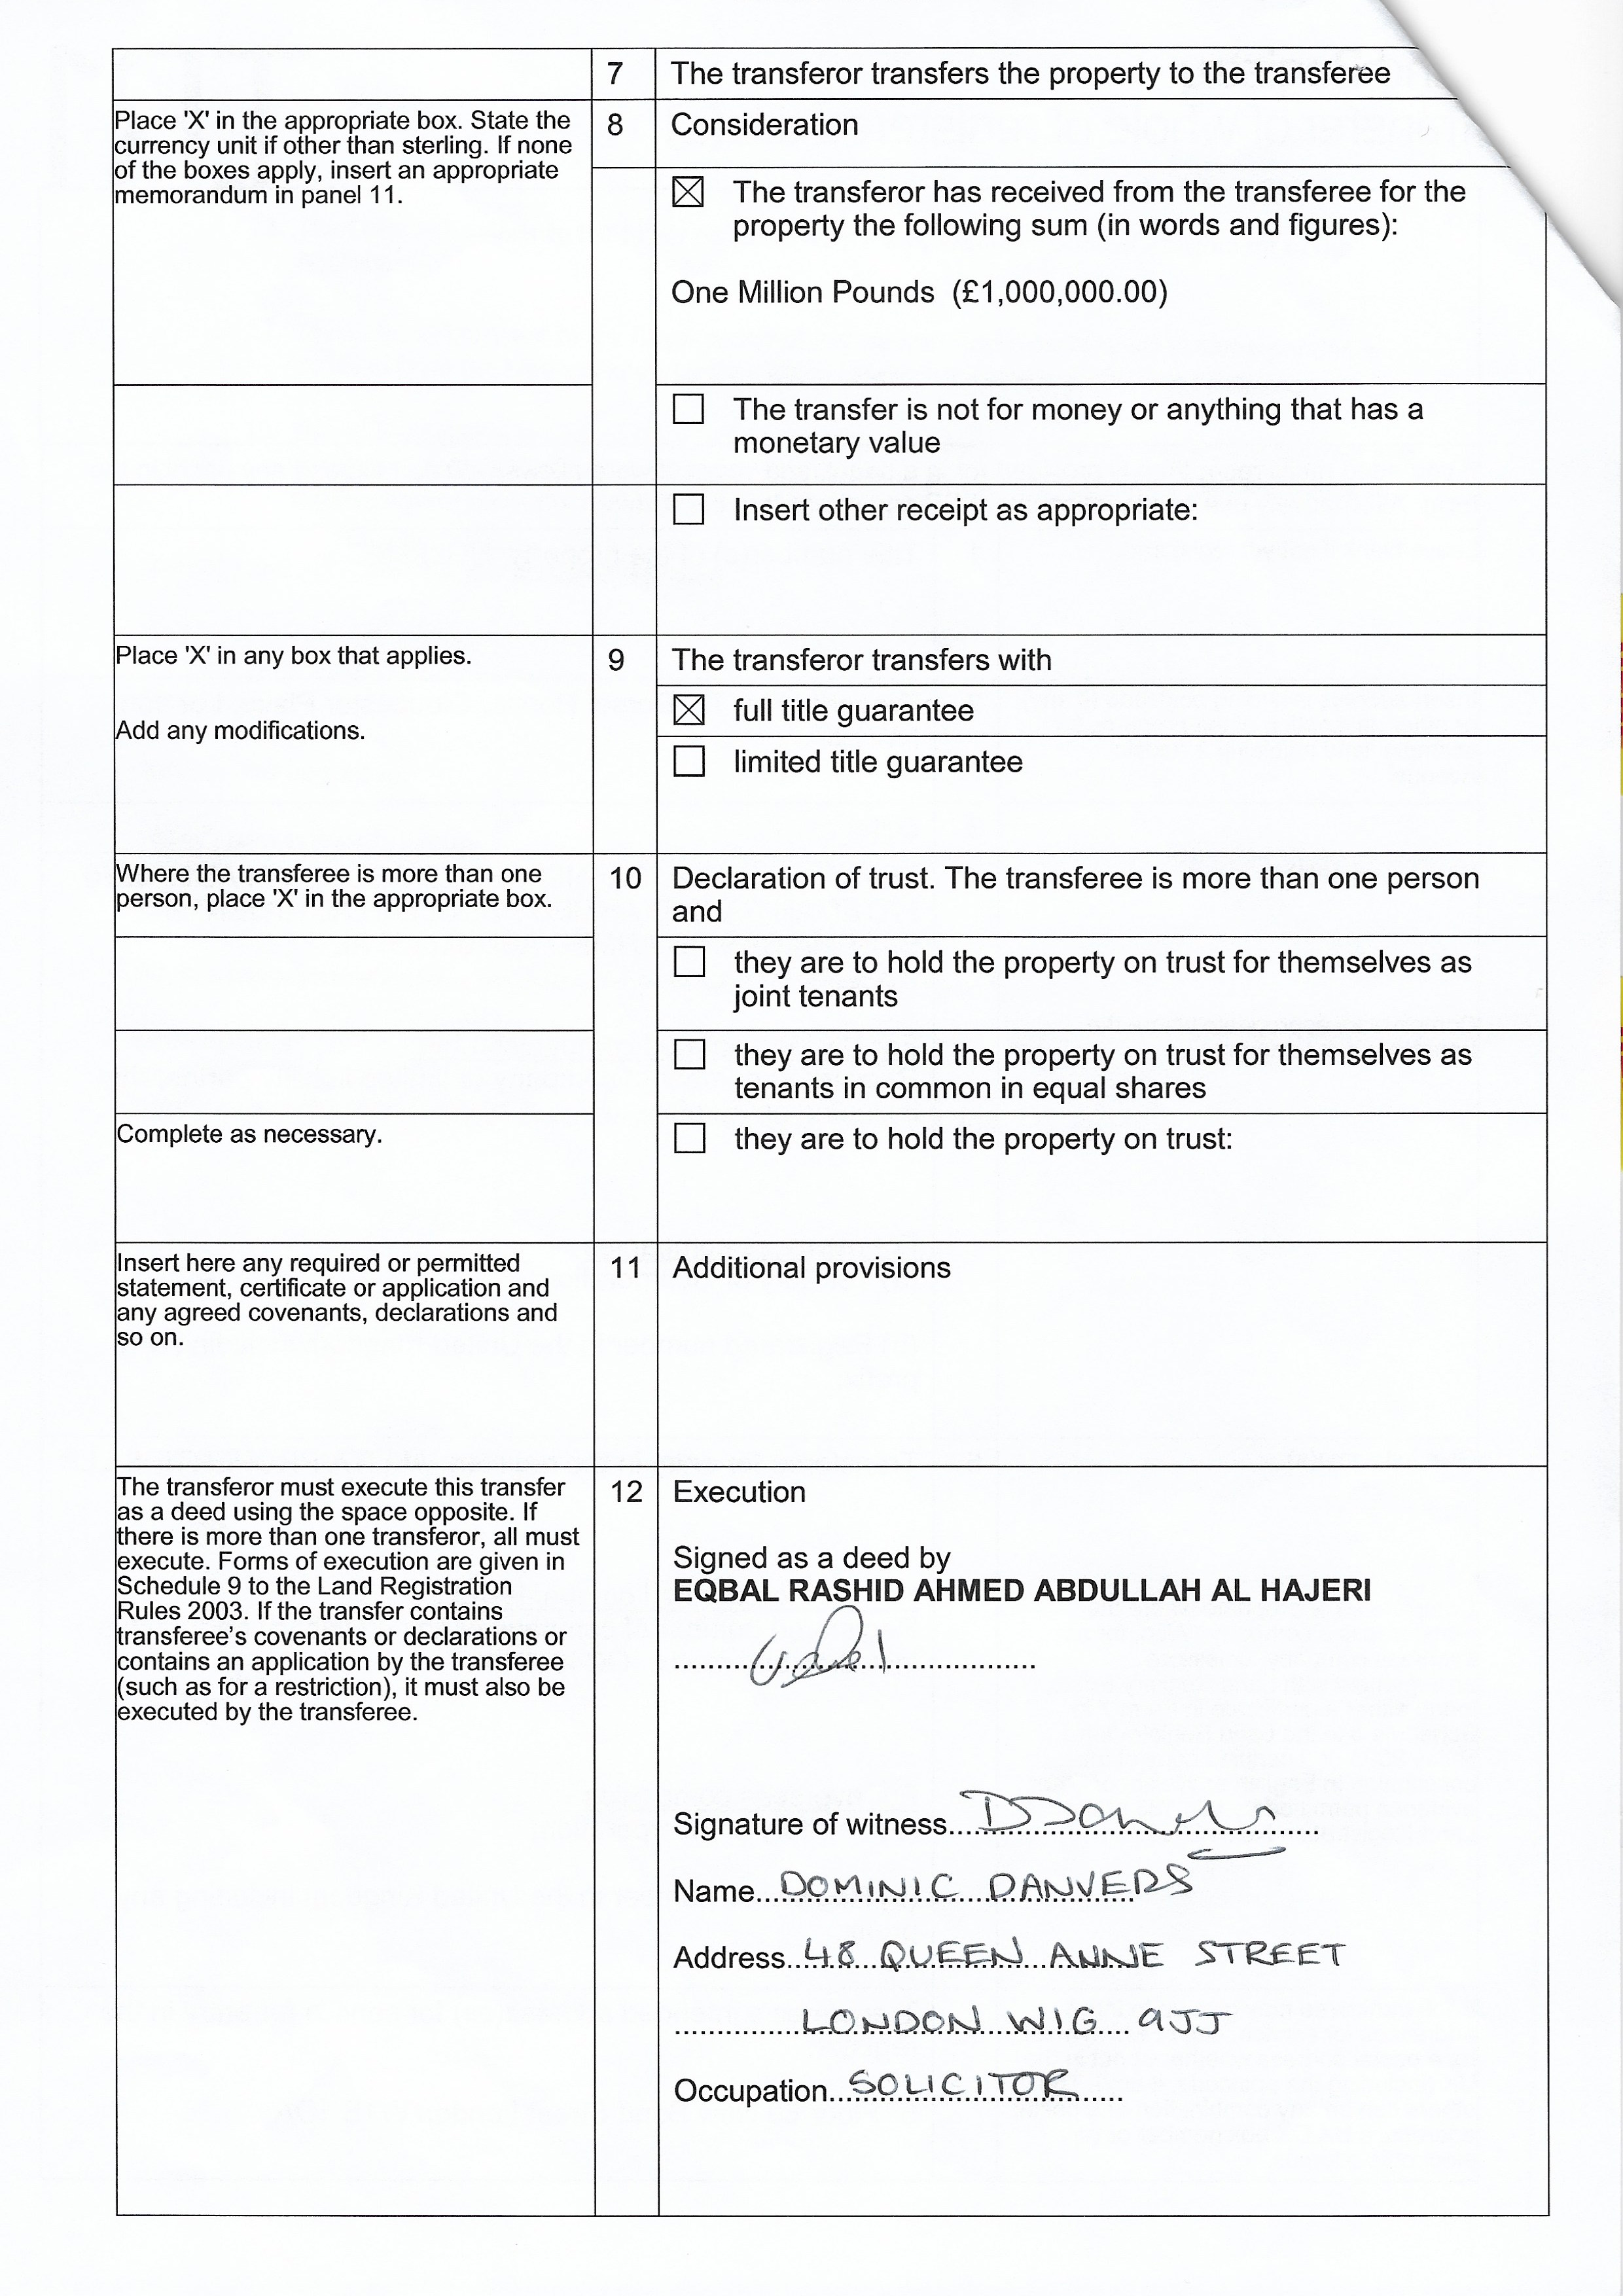 7 The transferor transfers the property to the transferee
Place 'X' in the appropriate box. State the
currency unit if other than sterling. If none
of the boxes apply, insert an appropriate
memorandum in panel 11.
8 Consideration
The transferor has received from the transferee for the
property the following sum (in words and figures):
One Million Pounds (£1,000,000.00)
The transfer is not for money or anything that has a
monetary value
Insert other receipt as appropriate:
Place 'X' in any box that applies.
Add any modifications.
9 The transferor transfers with
full title guarantee
limited title guarantee
Where the transferee is more than one
person, place 'X' in the appropriate box.
10 Declaration of trust. The transferee is more than one person
and
they are to hold the property on trust for themselves as
joint tenants
they are to hold the property on trust for themselves as
tenants in common in equal shares
Complete as necessary.
they are to hold the property on trust:
Insert here any required or permitted
statement, certificate or application and
any agreed covenants, declarations and
so on.
11 Additional provisions
The transferor must execute this transfer
as a deed using the space opposite. If
there is more than one transferor, all must
execute. Forms of execution are given in
Schedule 9 to the Land Registration
Rules 2003. If the transfer contains
transferee's covenants or declarations or
contains an application by the transferee
(such as for a restriction), it must also be
executed by the transferee.
12 Execution
Signed as a deed by
EQBAL RASHID AHMED ABDULLAH AL HAJERI
Signature of witness
Name DOMINIC DANVERS
Address 48 QUEEN ANNE STREET
LONDON W1G 9JJ
Occupation SOLICITOR